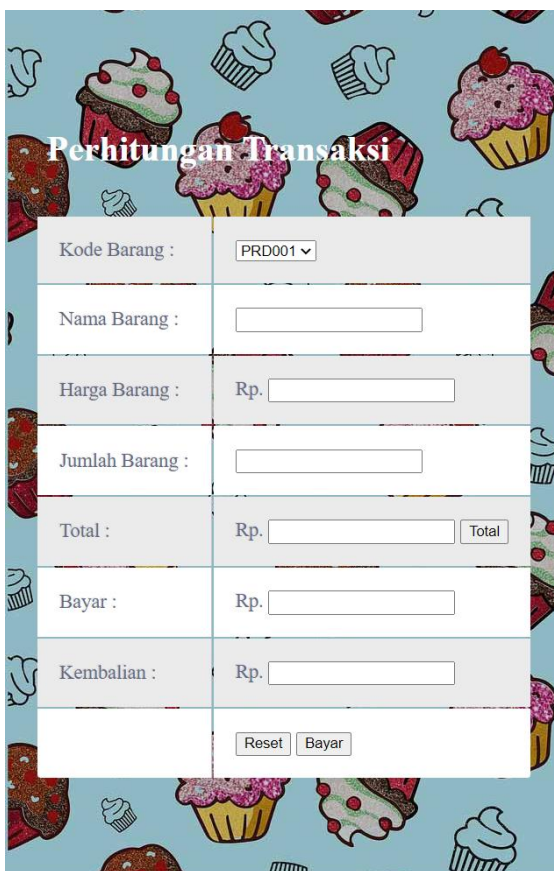 Perhitungan Transaksi
Kode Barang : PRD001
Nama Barang :
Harga Barang : Rp.
Jumlah Barang :
Total : Rp. Total
Bayar : Rp.
Kembalian : Rp.
Reset Bayar